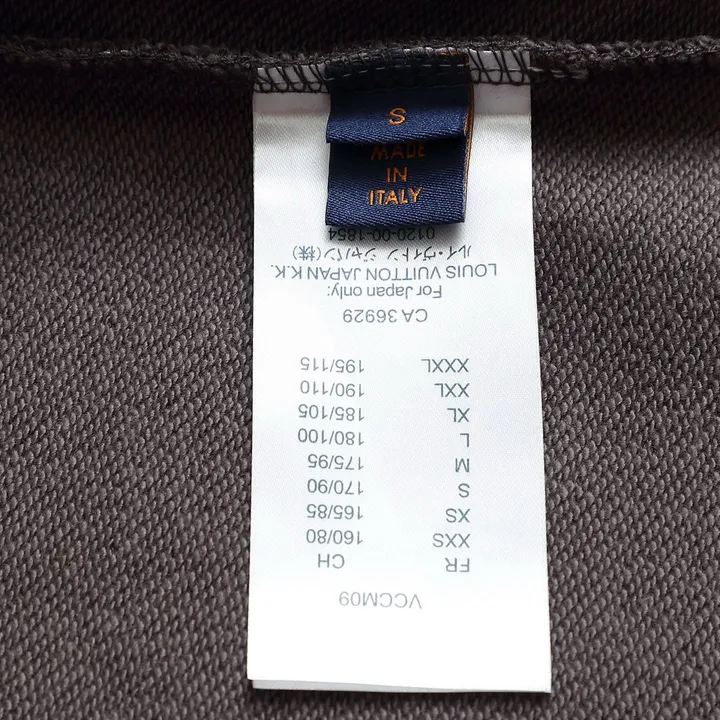 S
MADE
IN
ITALY
VCCM09
FR CH
XXS 160/80
XS 165/85
S 170/90
M 175/95
L 180/100
XL 185/105
XXL 190/110
XXXL 195/115
CA 36929
For Japan only:
LOUIS VUITTON JAPAN K.K.
ルイ・ヴィトン ジャパン (株)
0120-00-1854